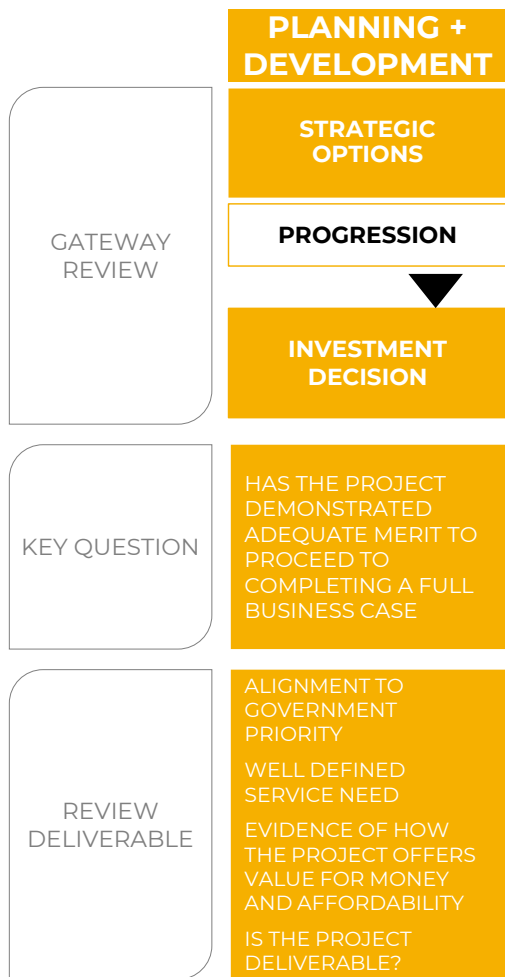 PLANNING +
DEVELOPMENT
GATEWAY
REVIEW
STRATEGIC
OPTIONS
PROGRESSION
INVESTMENT
DECISION
KEY QUESTION
HAS THE PROJECT
DEMONSTRATED
ADEQUATE MERIT TO
PROCEED TO
COMPLETING A FULL
BUSINESS CASE
REVIEW
DELIVERABLE
ALIGNMENT TO
GOVERNMENT
PRIORITY
WELL DEFINED
SERVICE NEED
EVIDENCE OF HOW
THE PROJECT OFFERS
VALUE FOR MONEY
AND AFFORDABILITY
IS THE PROJECT
DELIVERABLE?